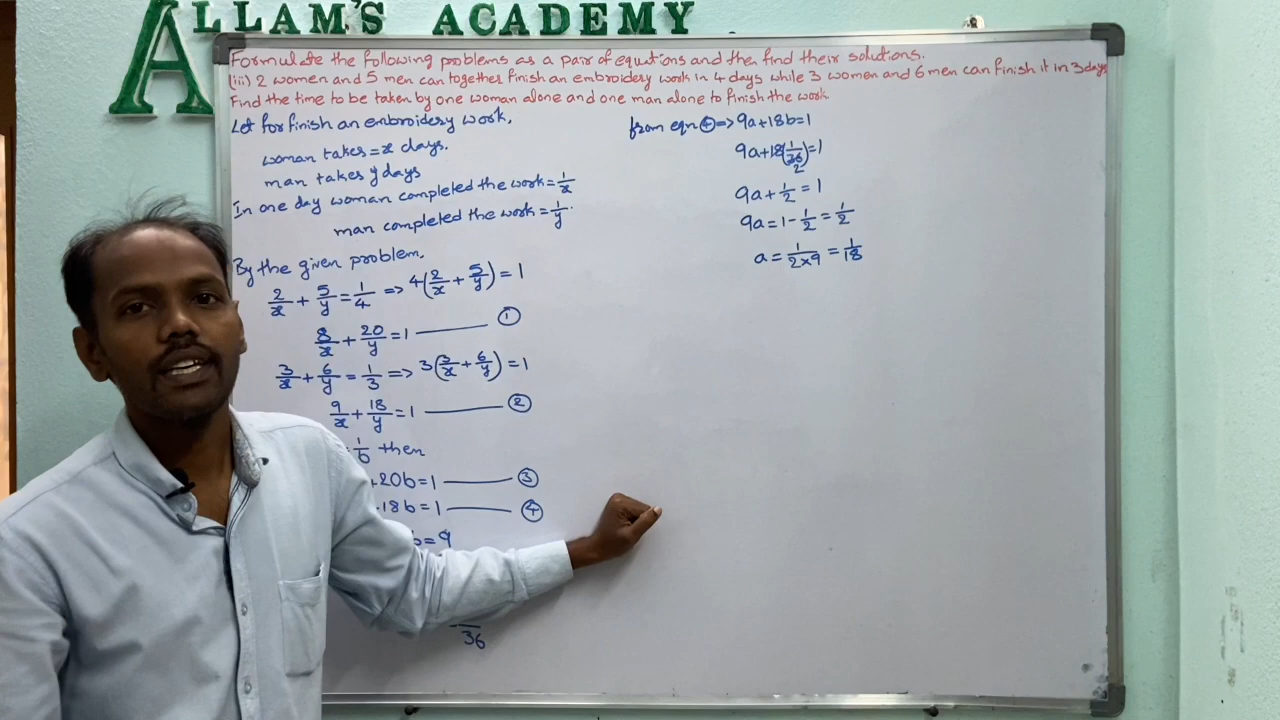 ALLAM'S ACADEMY
Formulate the following problems as a pair of equations and then find their solutions.
(iii) 2 women and 5 men can together finish an embroidery work in 4 days while 3 women and 6 men can finish it in 3 days
Find the time to be taken by one woman alone and one man alone to finish the work
Let for finish an embroidery work,
woman takes = x days.
man takes y days
In one day woman completed the work = 1/x
man completed the work = 1/y.
By the given problem,
2/x + 5/y = 1/4 => 4(2/x + 5/y) = 1
8/x + 20/y = 1 ——— ①
3/x + 6/y = 1/3 => 3(3/x + 6/y) = 1
9/x + 18/y = 1 ——— ②
1/b then
+20b = 1 ——— ③
18b = 1 ——— ④
b = 9
36
from eqn ④ => 9a + 18b = 1
9a + 18(1/36) = 1
2
9a + 1/2 = 1
9a = 1 - 1/2 = 1/2
a = 1/2×9 = 1/18